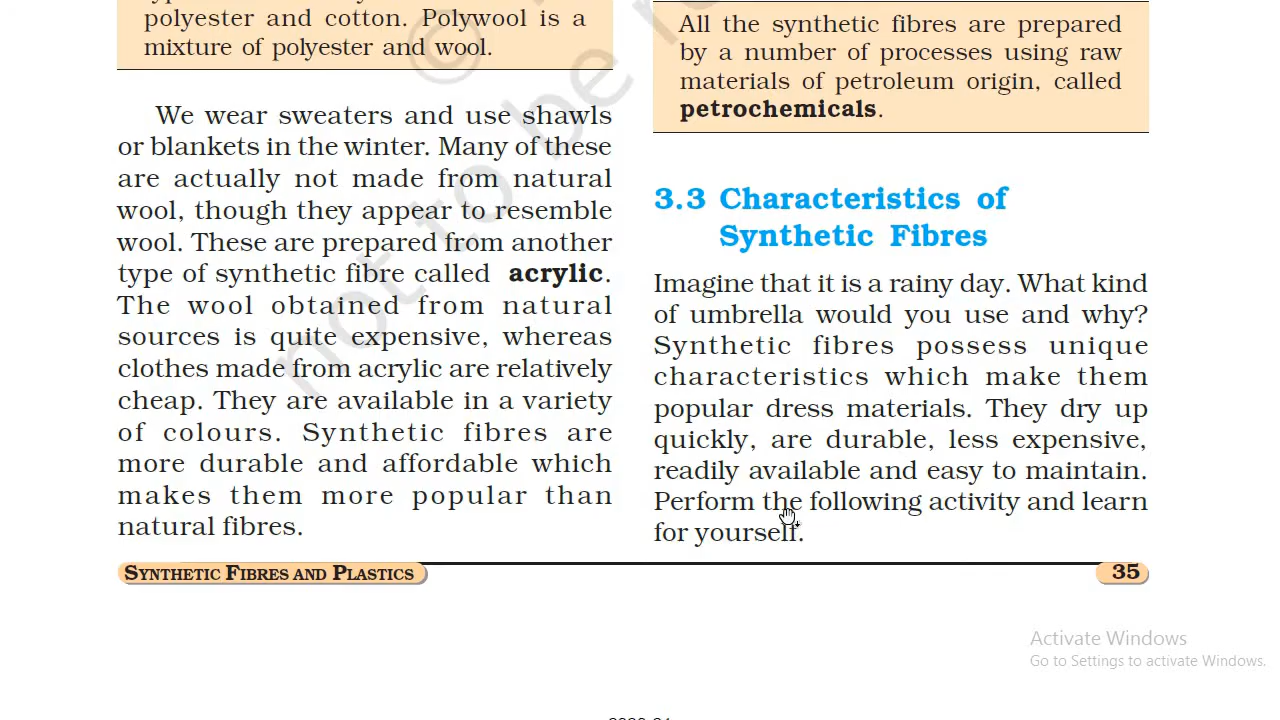 polyester and cotton. Polywool is a
mixture of polyester and wool.
We wear sweaters and use shawls
or blankets in the winter. Many of these
are actually not made from natural
wool, though they appear to resemble
wool. These are prepared from another
type of synthetic fibre called acrylic.
The wool obtained from natural
sources is quite expensive, whereas
clothes made from acrylic are relatively
cheap. They are available in a variety
of colours. Synthetic fibres are
more durable and affordable which
makes them more popular than
natural fibres.
All the synthetic fibres are prepared
by a number of processes using raw
materials of petroleum origin, called
petrochemicals.
3.3 Characteristics of
Synthetic Fibres
Imagine that it is a rainy day. What kind
of umbrella would you use and why?
Synthetic fibres possess unique
characteristics which make them
popular dress materials. They dry up
quickly, are durable, less expensive,
readily available and easy to maintain.
Perform the following activity and learn
for yourself.
SYNTHETIC FIBRES AND PLASTICS
35
Activate Windows
Go to Settings to activate Windows.
© not to be